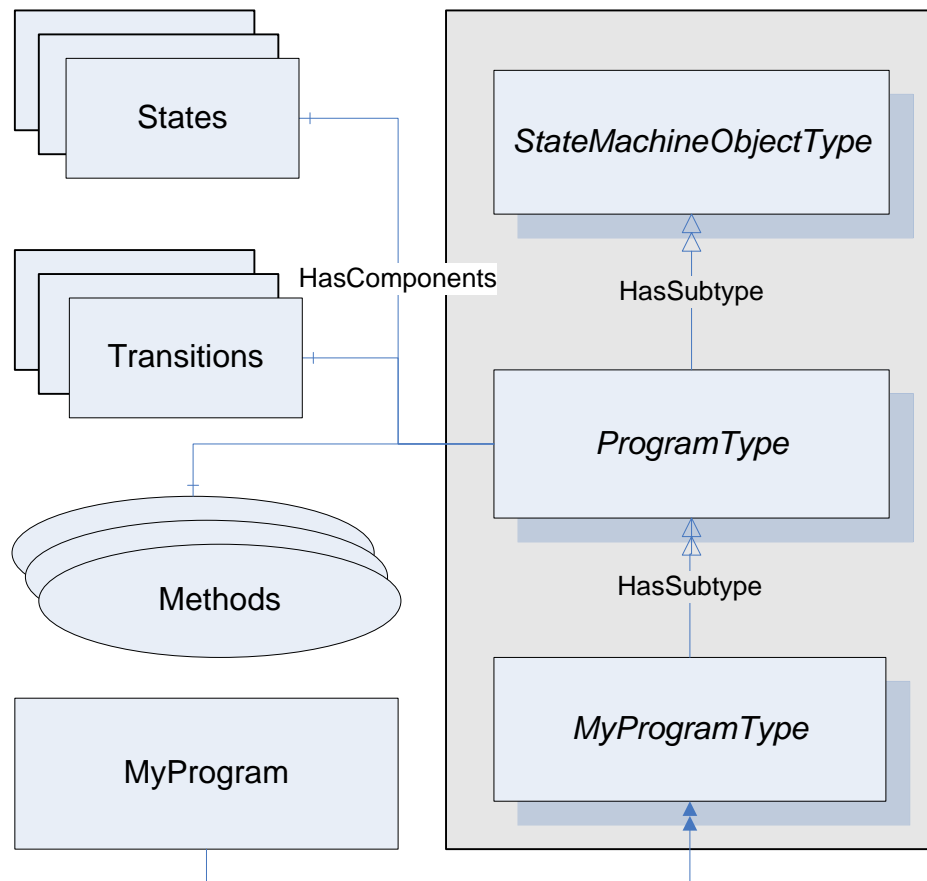 States
StateMachineObjectType
HasComponents
HasSubtype
Transitions
ProgramType
HasSubtype
Methods
MyProgramType
MyProgram